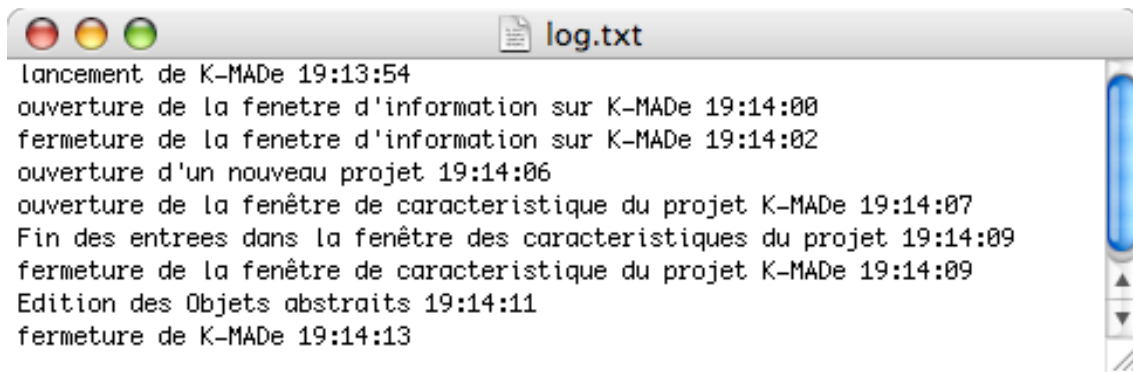 log.txt
lancement de K-MADe 19:13:54
ouverture de la fenetre d'information sur K-MADe 19:14:00
fermeture de la fenetre d'information sur K-MADe 19:14:02
ouverture d'un nouveau projet 19:14:06
ouverture de la fenêtre de caracteristique du projet K-MADe 19:14:07
Fin des entrees dans la fenêtre des caracteristiques du projet 19:14:09
fermeture de la fenêtre de caracteristique du projet K-MADe 19:14:09
Edition des Objets abstraits 19:14:11
fermeture de K-MADe 19:14:13